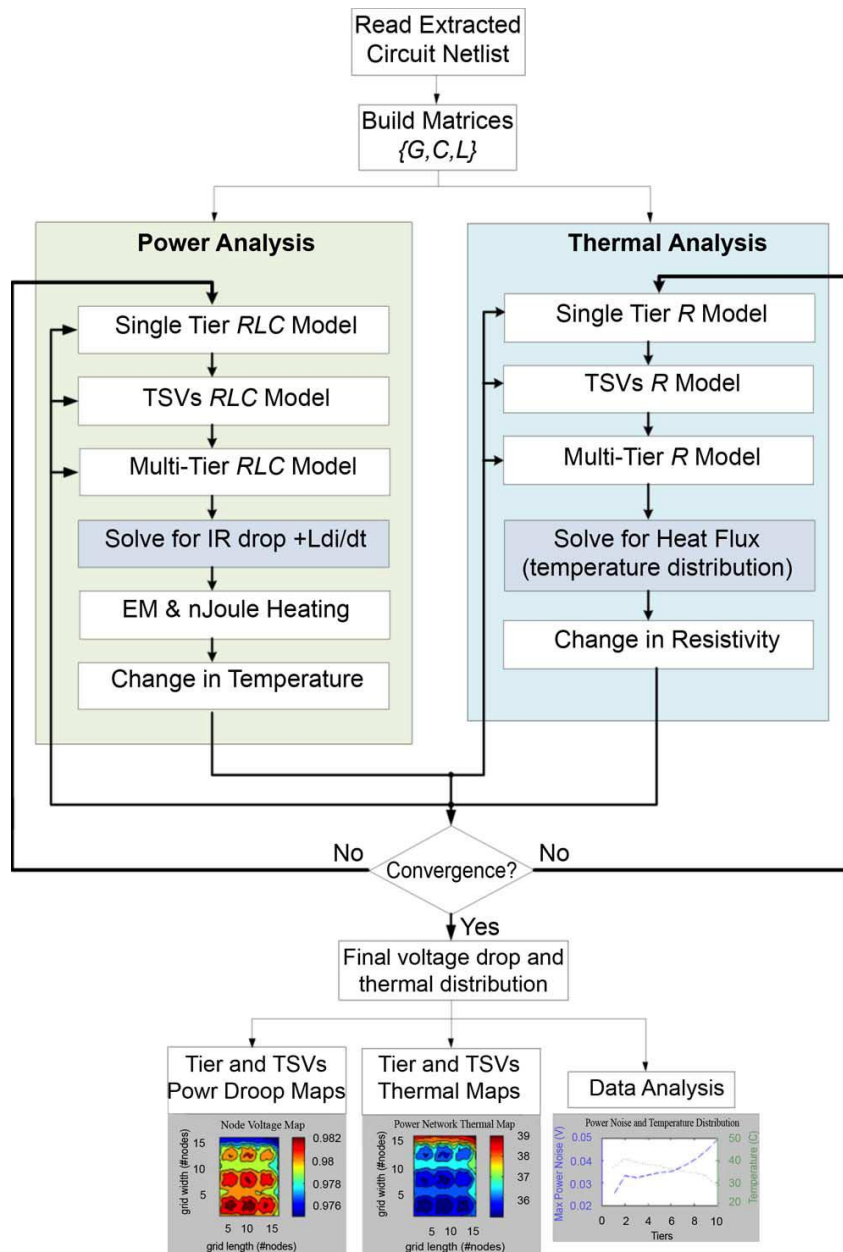 Read Extracted
Circuit Netlist
Build Matrices
{G,C,L}
Power Analysis
Single Tier RLC Model
TSVs RLC Model
Multi-Tier RLC Model
Solve for IR drop +Ldi/dt
EM & nJoule Heating
Change in Temperature
Thermal Analysis
Single Tier R Model
TSVs R Model
Multi-Tier R Model
Solve for Heat Flux
(temperature distribution)
Change in Resistivity
No
Convergence?
No
Yes
Final voltage drop and
thermal distribution
Tier and TSVs
Powr Droop Maps
Node Voltage Map
grid width (#nodes)
15
10
5
5 10 15
grid length (#nodes)
0.982
0.98
0.978
0.976
Tier and TSVs
Thermal Maps
Power Network Thermal Map
grid width (#nodes)
15
10
5
5 10 15
grid length (#nodes)
39
38
37
36
Data Analysis
Power Noise and Temperature Distribution
Max Power Noise (V)
0.05
0.04
0.03
0.02
0 2 4 6 8 10
Tiers
50
40
30
20
Temperature (C)